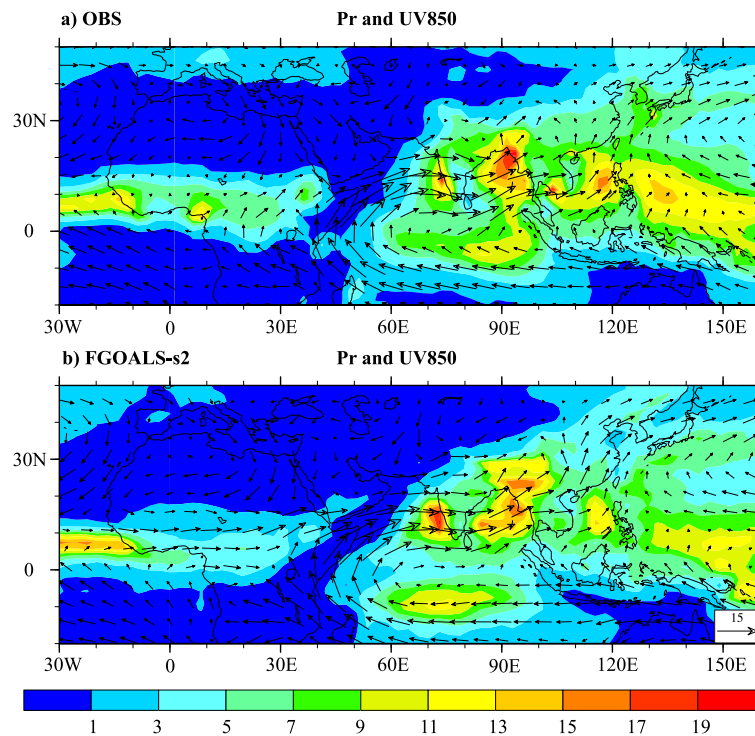 a) OBS Pr and UV850
30N
0
30W 0 30E 60E 90E 120E 150E
b) FGOALS-s2 Pr and UV850
30N
0
15
30W 0 30E 60E 90E 120E 150E
1 3 5 7 9 11 13 15 17 19